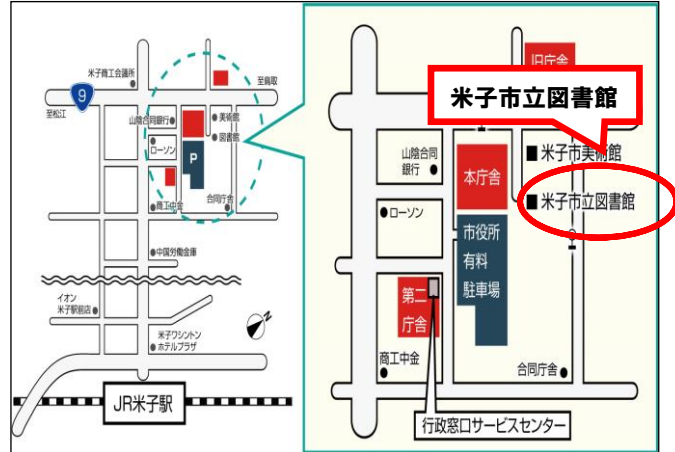 米子商工会議所
至鳥取
9
至松江
山陰合同銀行
美術館
図書館
ローソン
P
商工中金
合同庁舎
中国労働金庫
イオン
米子駅前店
米子ワシントン
ホテルプラザ
N
JR米子駅
旧庁舎
米子市立図書館
山陰合同
銀行
本庁舎
米子市美術館
米子市立図書館
ローソン
市役所
有料
駐車場
第二
庁舎
商工中金
合同庁舎
行政窓口サービスセンター